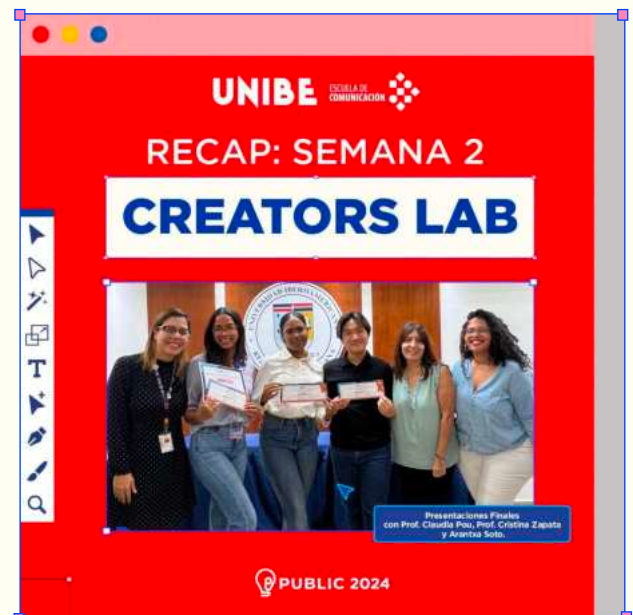 UNIBE
ESCUELA DE
COMUNICACIÓN
RECAP: SEMANA 2
CREATORS LAB
Presentaciones Finales
con Prof. Claudia Pou, Prof. Cristina Zapata
y Arantxa Soto.
PUBLIC 2024
T